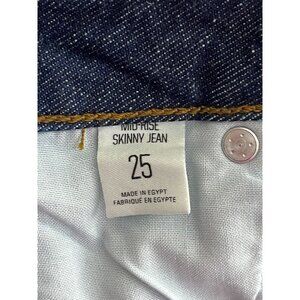 MID-RISE
SKINNY JEAN
25
MADE IN EGYPT
FABRIQUÉ EN EGYPTE